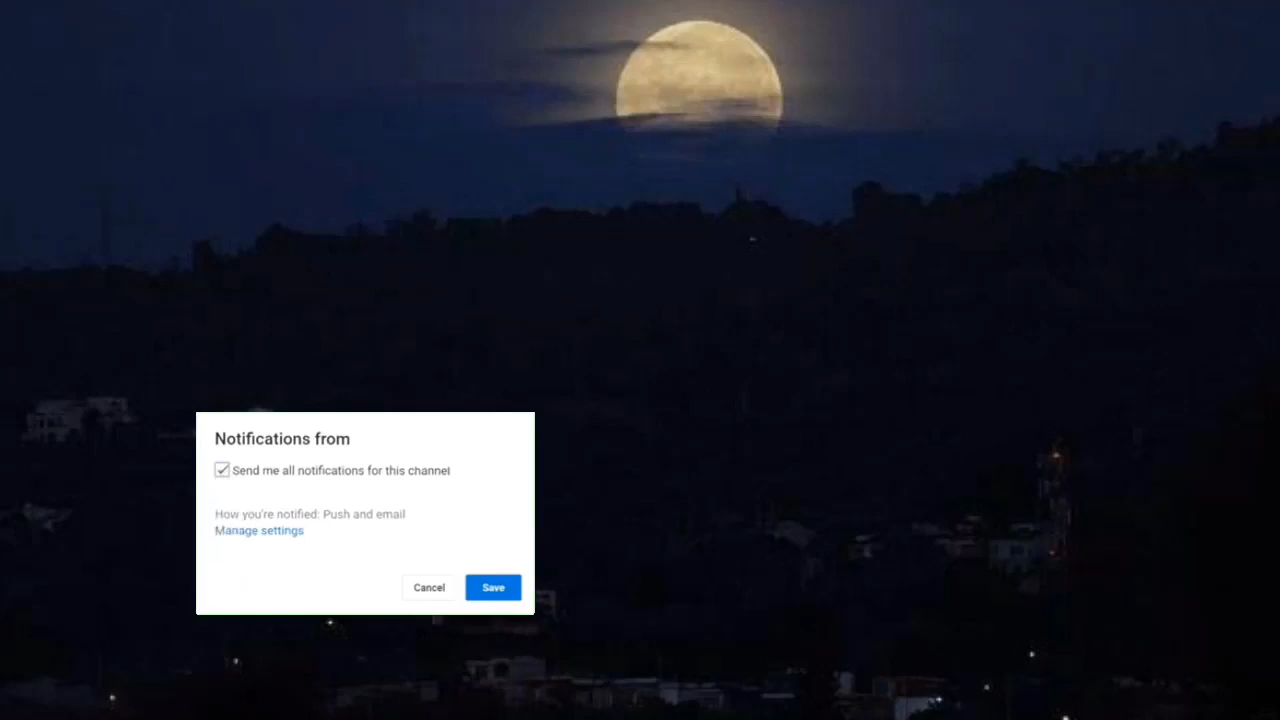 Notifications from
Send me all notifications for this channel
How you're notified: Push and email
Manage settings
Cancel
Save